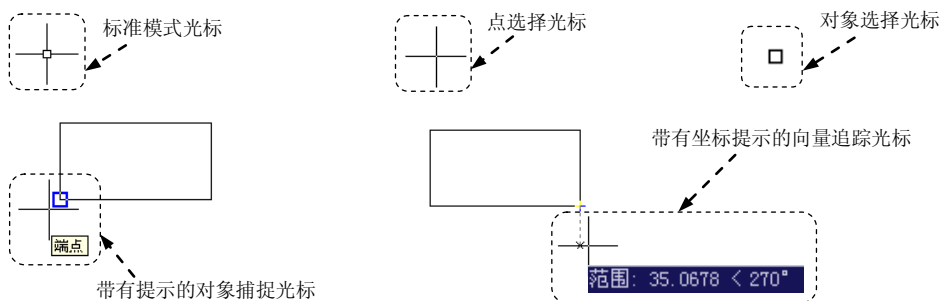 标准模式光标
点选择光标
对象选择光标
带有坐标提示的向量追踪光标
端点
范围: 35.0678 < 270°
带有提示的对象捕捉光标